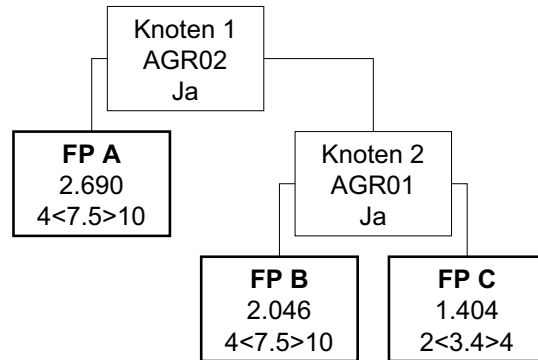 Knoten 1
AGR02
Ja
FP A
2.690
4<7.5>10
Knoten 2
AGR01
Ja
FP B
2.046
4<7.5>10
FP C
1.404
2<3.4>4